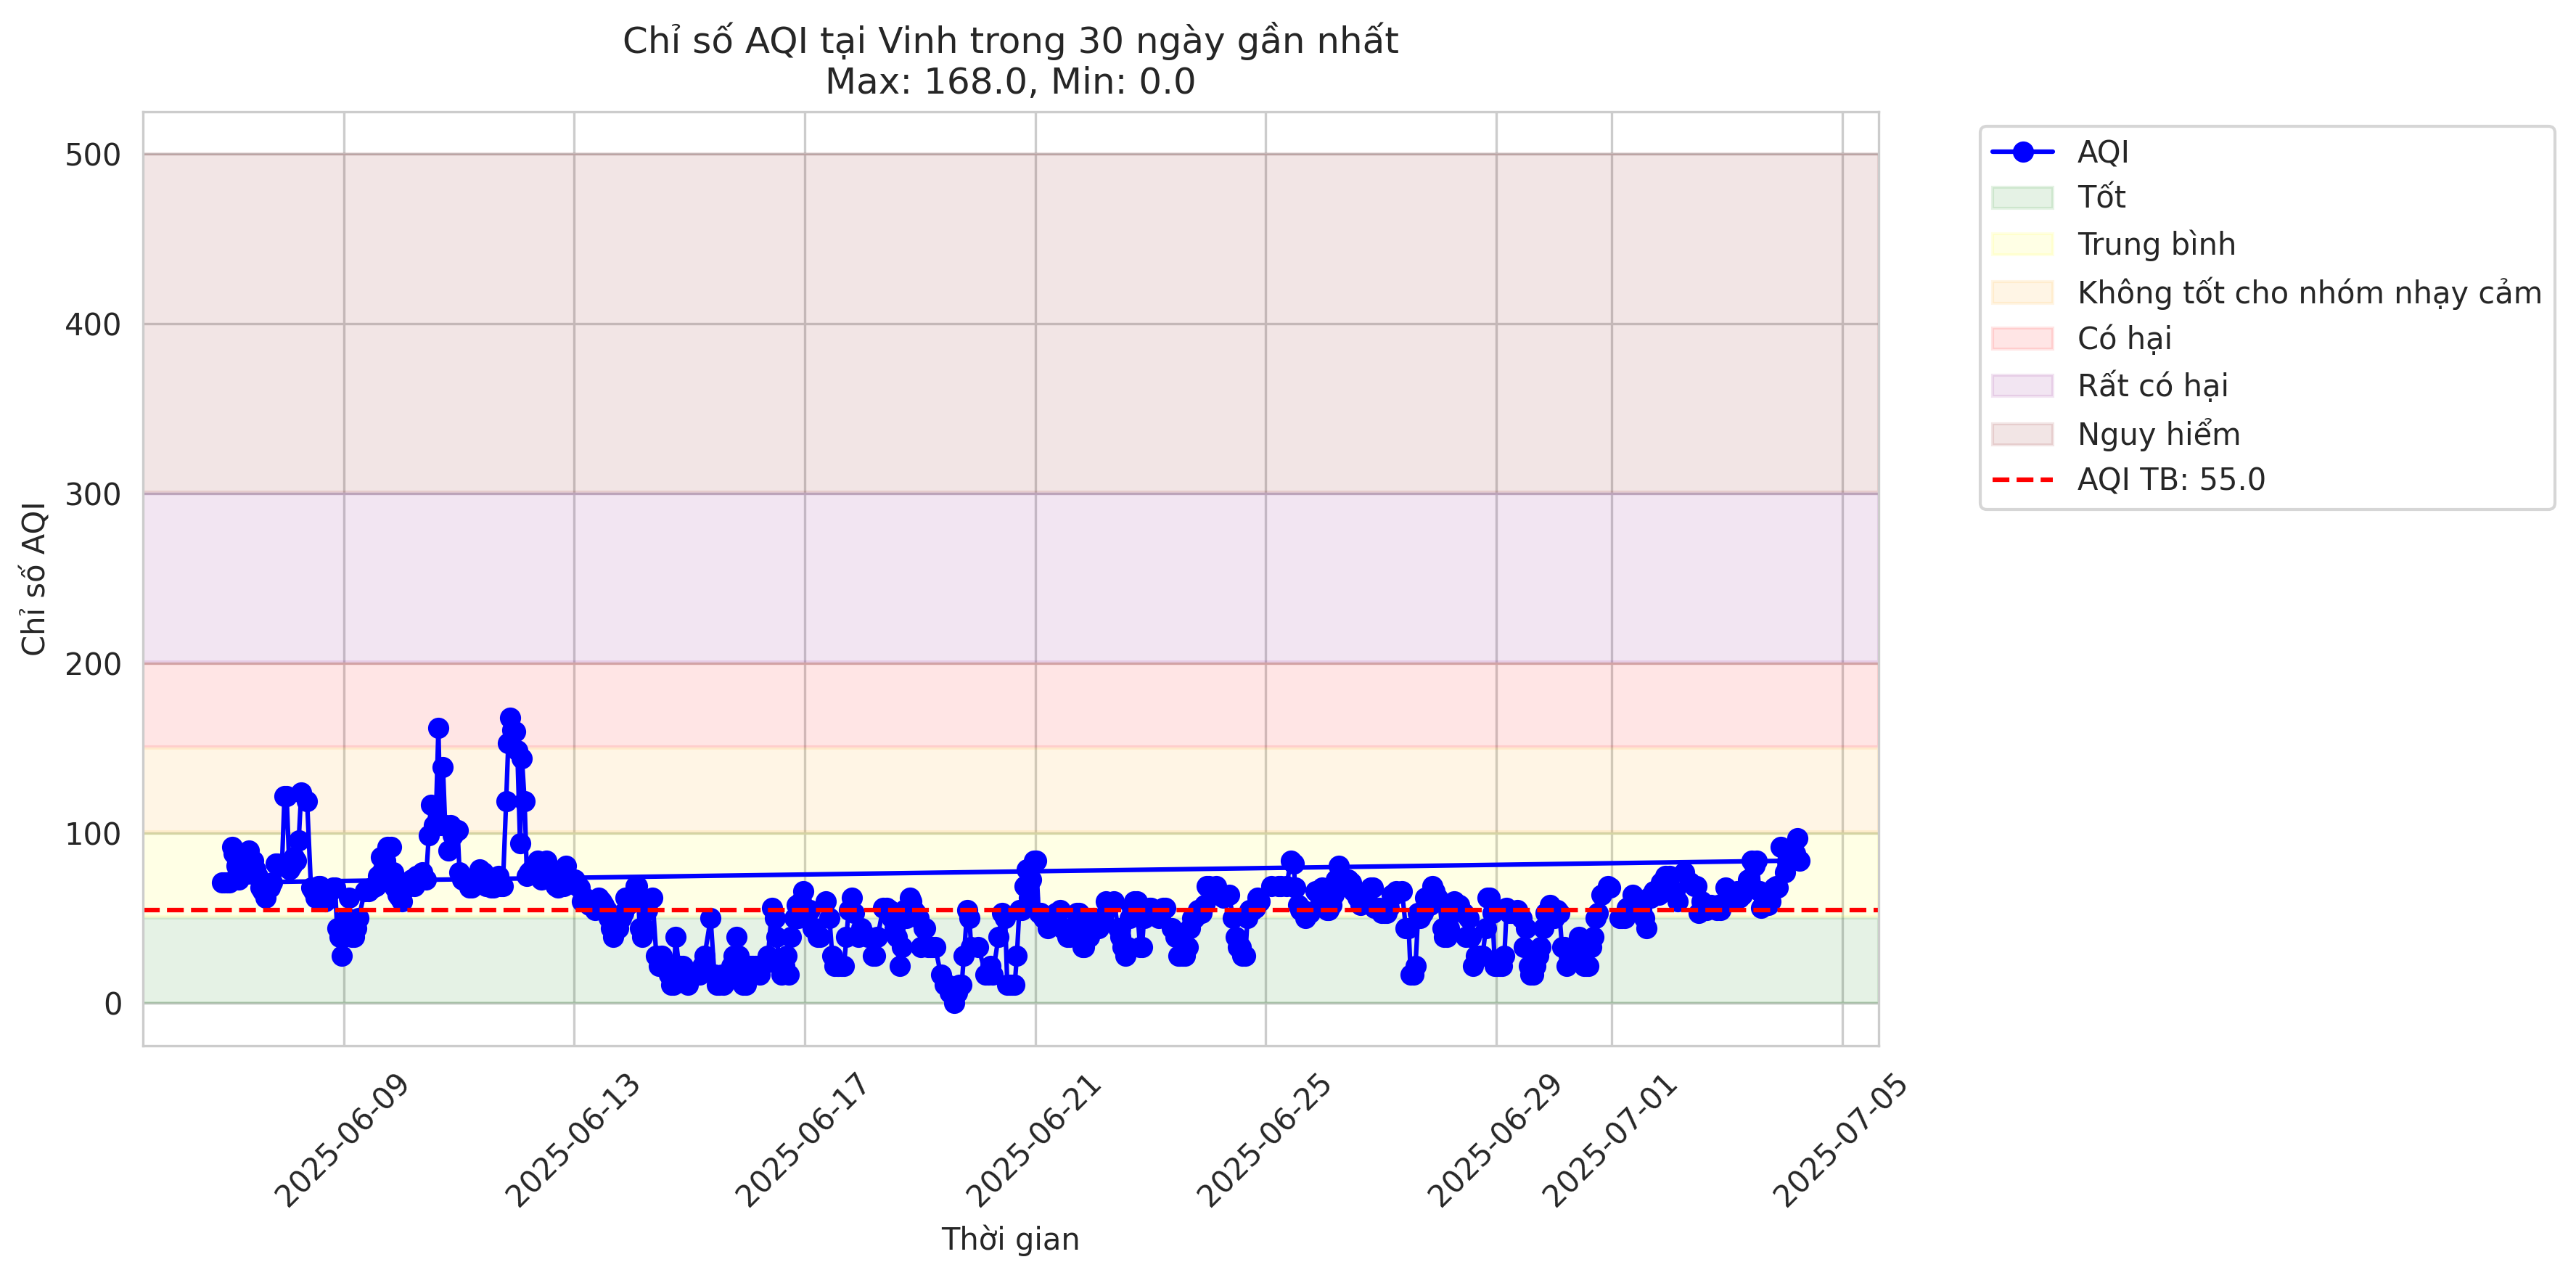 Chỉ số AQI tại Vinh trong 30 ngày gần nhất
Max: 168.0, Min: 0.0
Chỉ số AQI
500
400
300
200
100
0
2025-06-09
2025-06-13
2025-06-17
2025-06-21
2025-06-25
2025-06-29
2025-07-01
2025-07-05
Thời gian
AQI
Tốt
Trung bình
Không tốt cho nhóm nhạy cảm
Có hại
Rất có hại
Nguy hiểm
AQI TB: 55.0